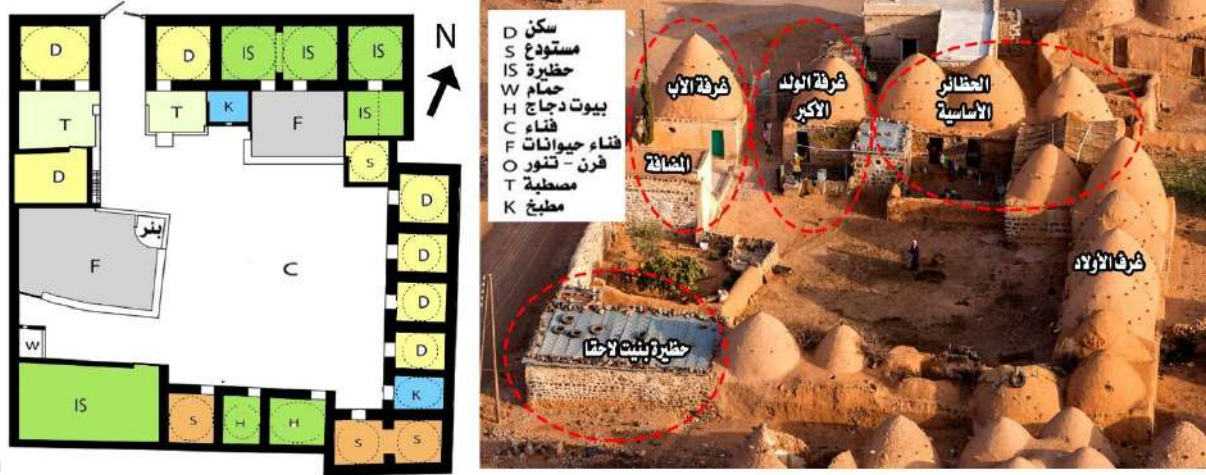 D D IS IS IS
N
T T K F IS
S
D
D
بئر
F C D
D
W D
IS K
S H H S S
D سكن
S مستودع
IS حظيرة
W حمام
H بيوت دجاج
C فناء
F فناء حيوانات
O فرن - تنور
T مصطبة
K مطبخ
غرفة الأب
المضافة
غرفة الولد
الاكبر
الحظائر
الأساسية
غرف الأولاد
حظيرة بنيت لاحقا